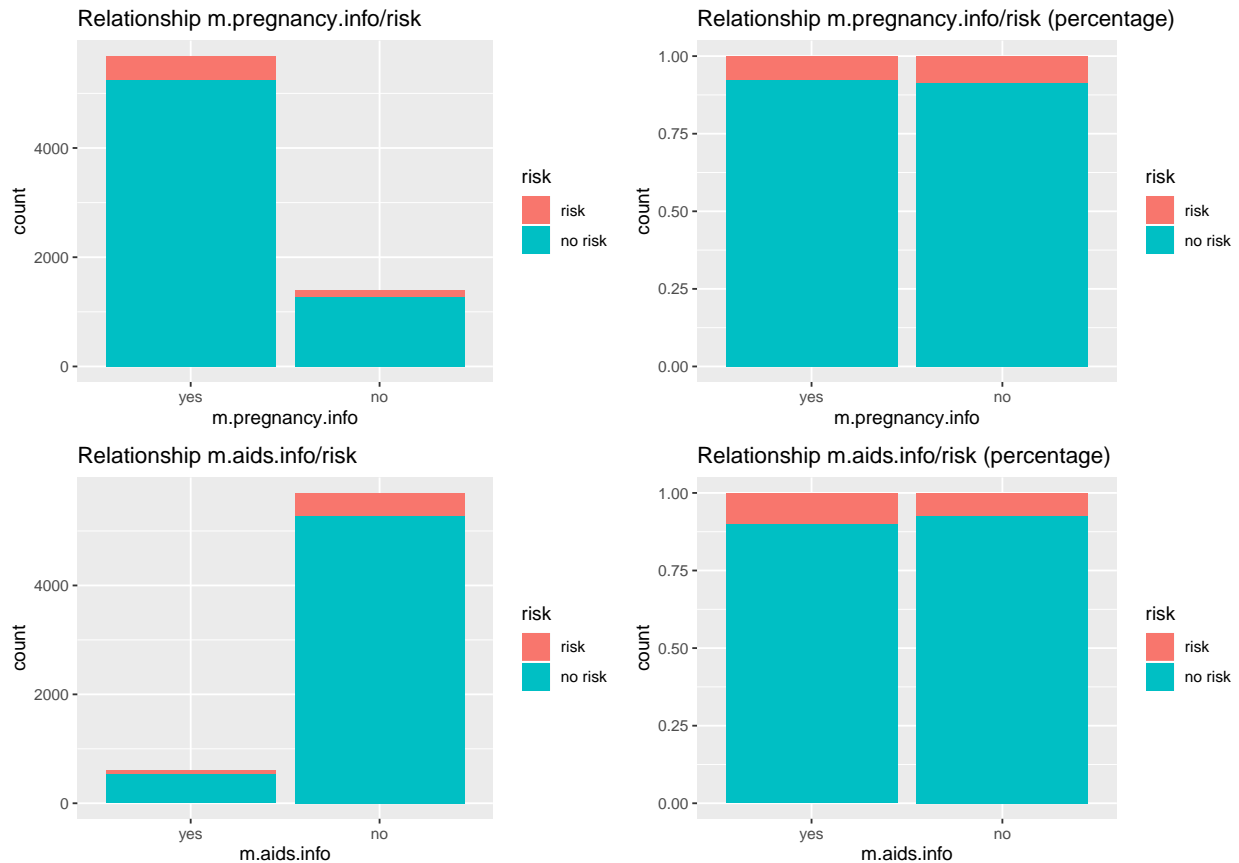 Relationship m.pregnancy.info/risk
count
4000
2000
0
yes
no
m.pregnancy.info
risk
risk
no risk
Relationship m.pregnancy.info/risk (percentage)
count
1.00
0.75
0.50
0.25
0.00
yes
no
m.pregnancy.info
risk
risk
no risk
Relationship m.aids.info/risk
count
4000
2000
0
yes
no
m.aids.info
risk
risk
no risk
Relationship m.aids.info/risk (percentage)
count
1.00
0.75
0.50
0.25
0.00
yes
no
m.aids.info
risk
risk
no risk